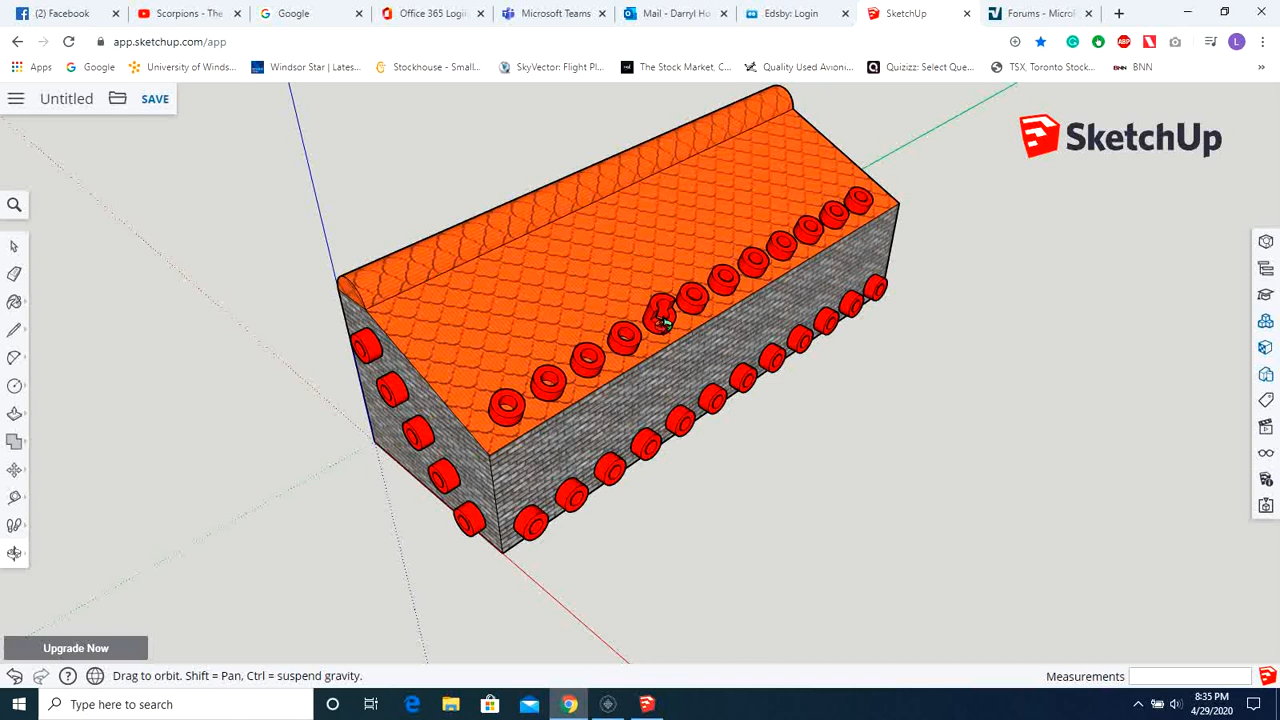 (2) Facebook
Scorpions - The
Google
Office 365 Logi
Microsoft Teams
Mail - Darryl Ho
Edsby: Login
SketchUp
Forums - Microf
app.sketchup.com/app
L
Apps
Google
University of Winds...
Windsor Star | Lates...
Stockhouse - Small...
SkyVector: Flight Pl...
The Stock Market, C...
Quality Used Avioni...
Quizizz: Select Que...
TSX, Toronto Stock...
BNN
BNN
»
Untitled
SAVE
SketchUp
Upgrade Now
Drag to orbit. Shift = Pan, Ctrl = suspend gravity.
Measurements
Type here to search
8:35 PM
4/29/2020